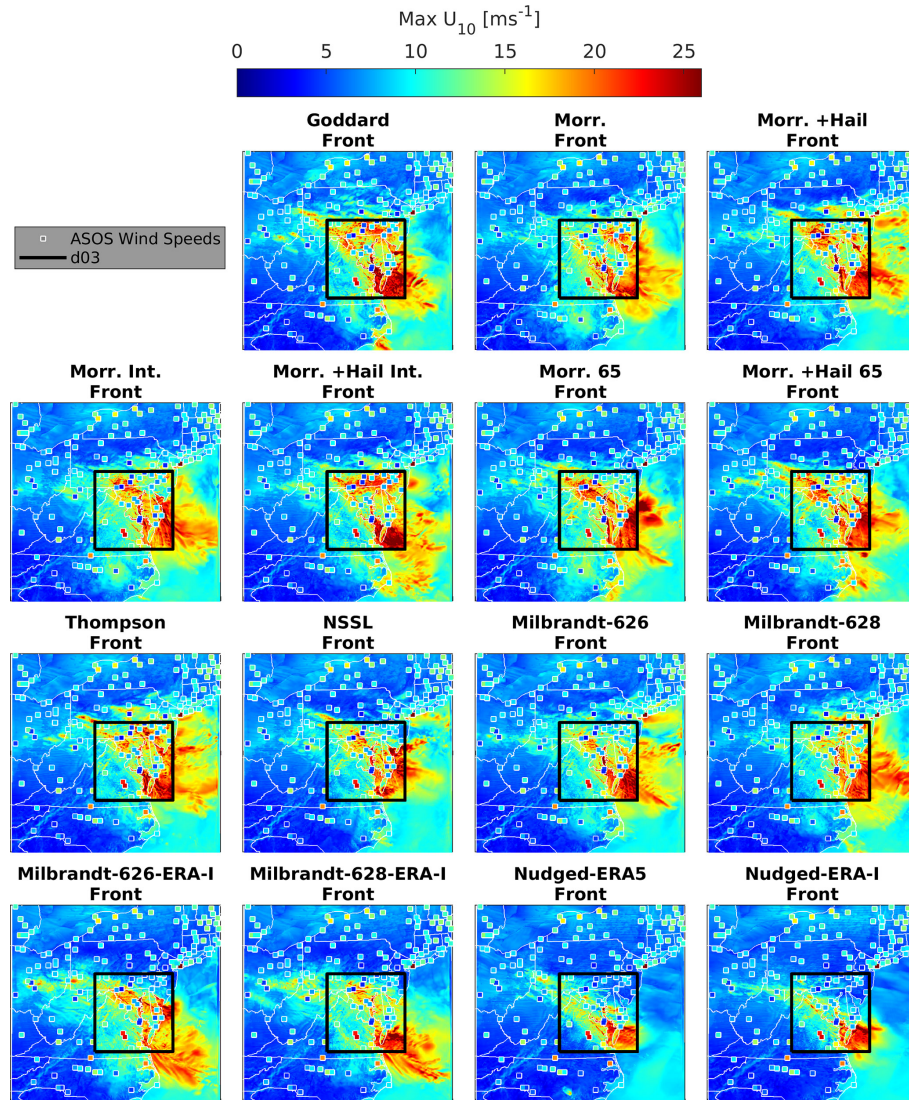 Max U10 [ms-1]
0 5 10 15 20 25
Goddard
Front
Morr.
Front
Morr. +Hail
Front
ASOS Wind Speeds
d03
Morr. Int.
Front
Morr. +Hail Int.
Front
Morr. 65
Front
Morr. +Hail 65
Front
Thompson
Front
NSSL
Front
Milbrandt-626
Front
Milbrandt-628
Front
Milbrandt-626-ERA-I
Front
Milbrandt-628-ERA-I
Front
Nudged-ERA5
Front
Nudged-ERA-I
Front